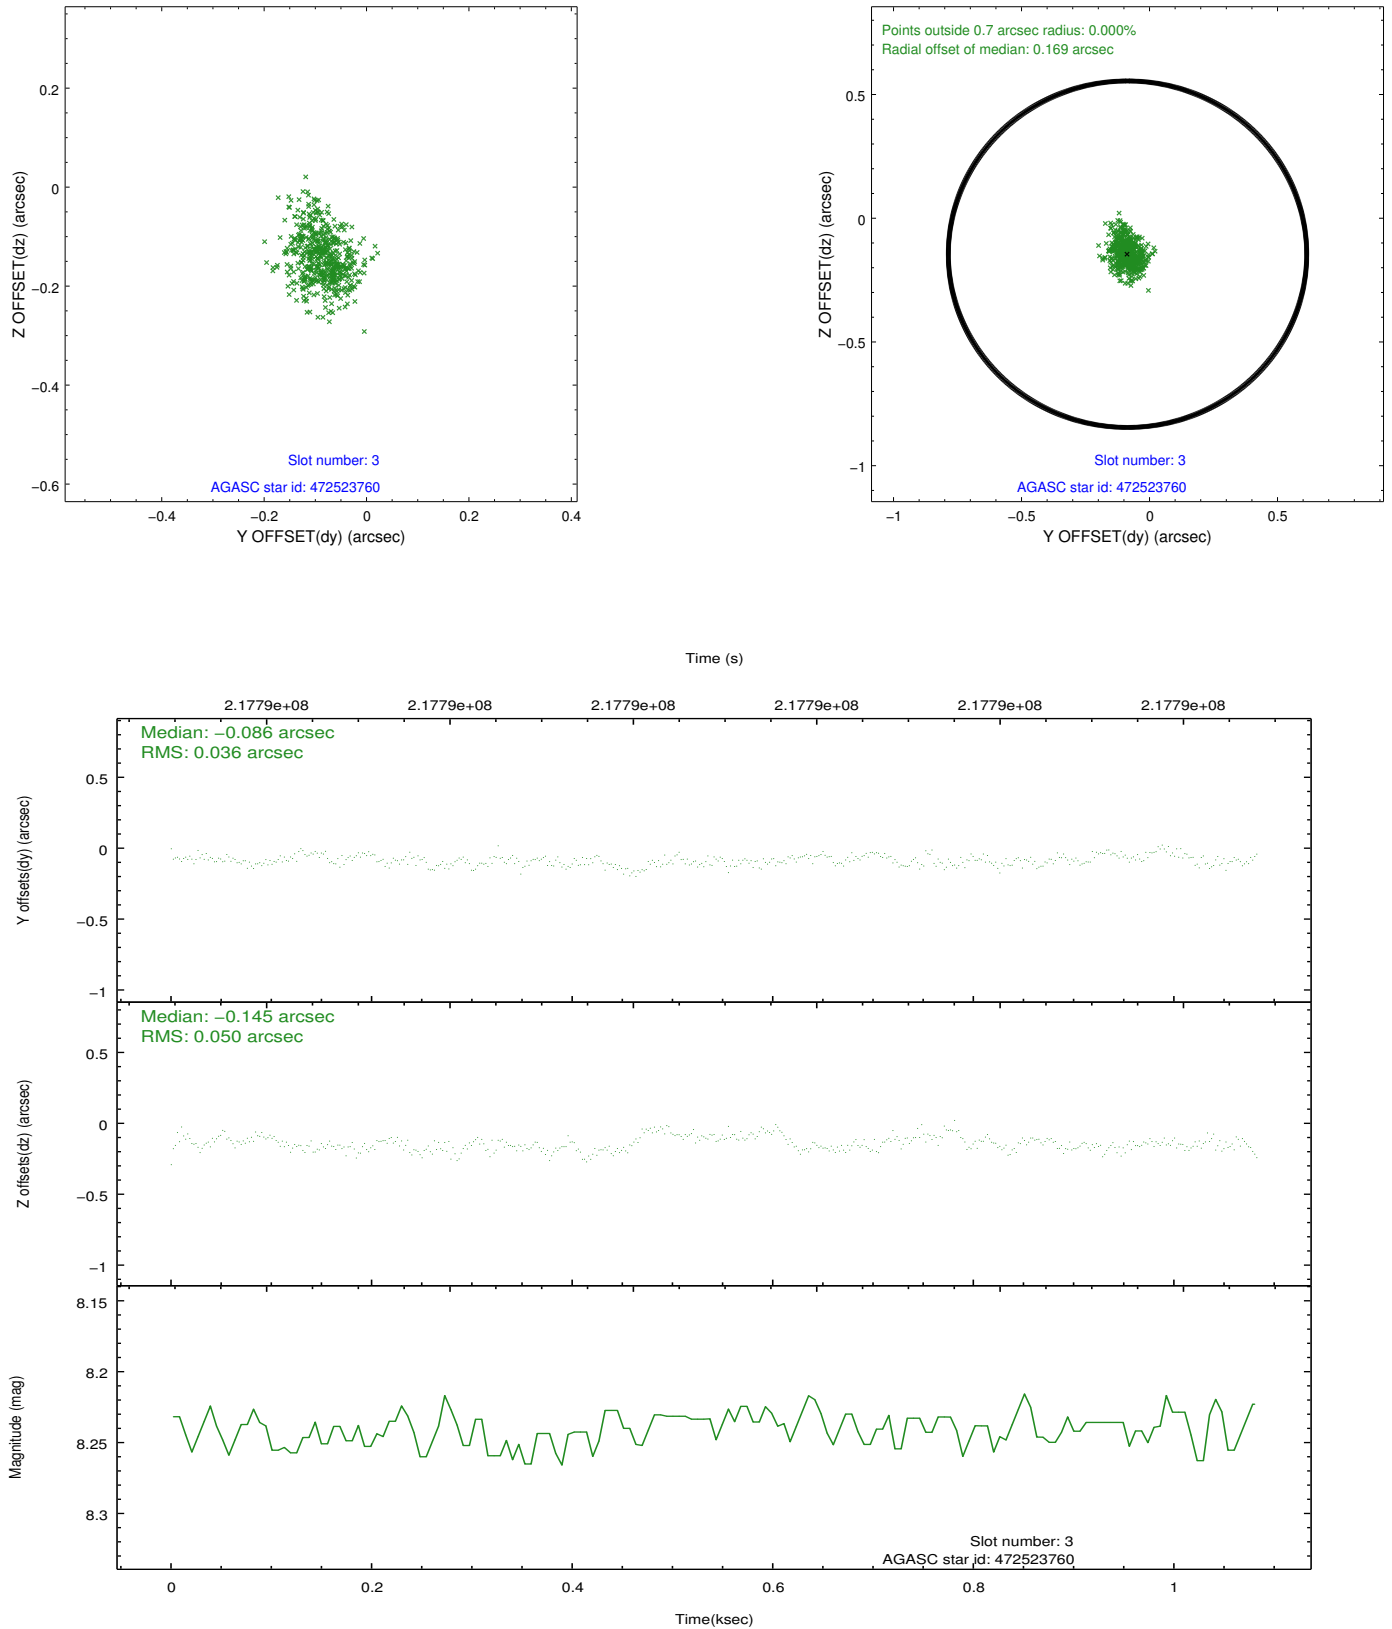 0.2
0
−0.2
−0.4
−0.6
Z OFFSET(dz) (arcsec)
Slot number: 3
AGASC star id: 472523760
−0.4
−0.2
0
0.2
0.4
Y OFFSET(dy) (arcsec)
Points outside 0.7 arcsec radius: 0.000%
Radial offset of median: 0.169 arcsec
0.5
0
−0.5
−1
Z OFFSET(dz) (arcsec)
Slot number: 3
AGASC star id: 472523760
−1
−0.5
0
0.5
Y OFFSET(dy) (arcsec)
Time (s)
2.1779e+08
2.1779e+08
2.1779e+08
2.1779e+08
2.1779e+08
2.1779e+08
Median: −0.086 arcsec
RMS: 0.036 arcsec
0.5
0
−0.5
−1
Y offsets(dy) (arcsec)
Median: −0.145 arcsec
RMS: 0.050 arcsec
0.5
0
−0.5
−1
Z offsets(dz) (arcsec)
8.15
8.2
8.25
8.3
Magnitude (mag)
Slot number: 3
AGASC star id: 472523760
0
0.2
0.4
0.6
0.8
1
Time(ksec)